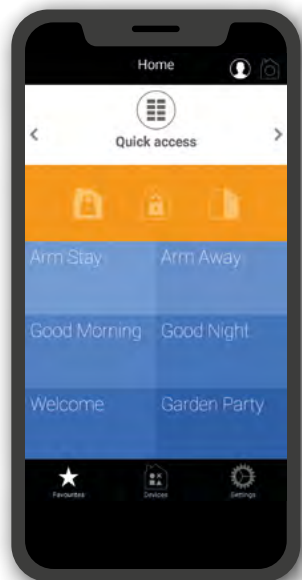 Home
Quick access
Arm Stay Arm Away
Good Morning Good Night
Welcome Garden Party
Favourites Devices Settings